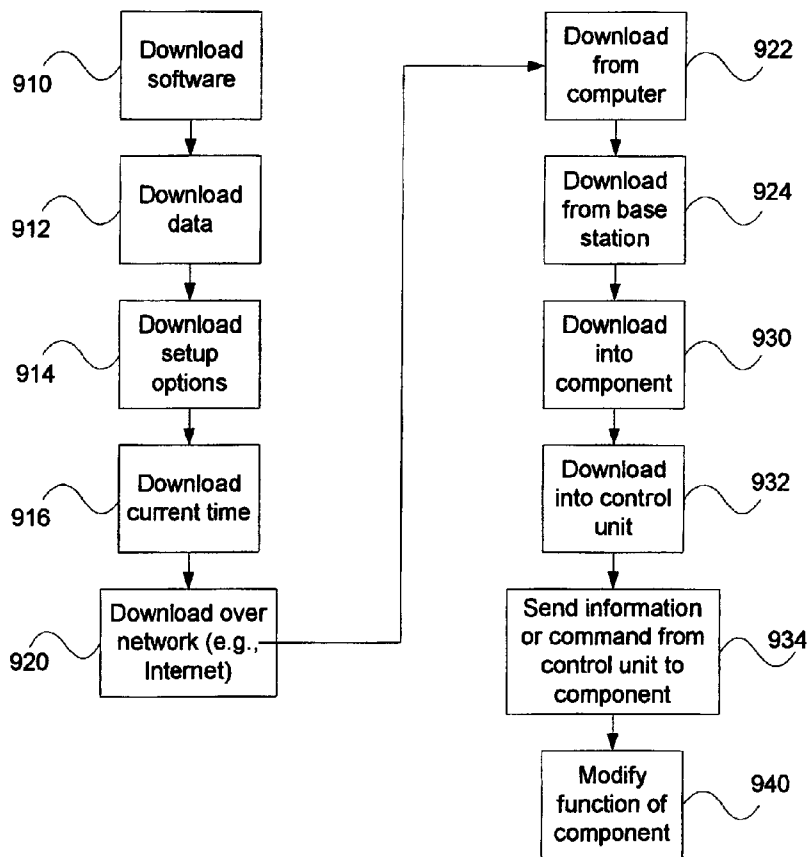 910
Download
software
912
Download
data
914
Download
setup
options
916
Download
current time
920
Download over
network (e.g.,
Internet)
Download
from
computer
922
Download
from base
station
924
Download
into
component
930
Download
into control
unit
932
Send information
or command from
control unit to
component
934
Modify
function of
component
940